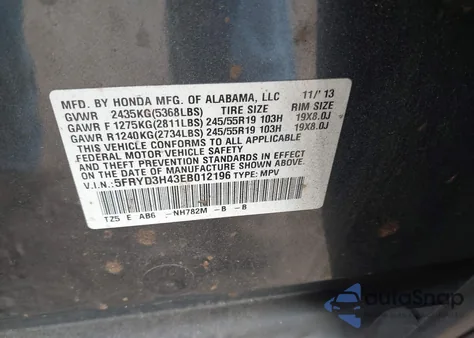 MFD. BY HONDA MFG. OF ALABAMA, LLC 11/'13
GVWR 2435KG(5368LBS) TIRE SIZE RIM SIZE
GAWR F 1275KG(2811LBS) 245/55R19 103H 19X8.0J
GAWR R1240KG(2734LBS) 245/55R19 103H 19X8.0J
THIS VEHICLE CONFORMS TO ALL APPLICABLE
FEDERAL MOTOR VEHICLE SAFETY STANDARDS IN EFFECT
ON THE DATE OF MANUFACTURE SHOWN ABOVE.
V.I.N.: 5FRYD3H43EB012196 TYPE: MPV
TZ5 E AB6 -NH782M -B -B
AutoSnap